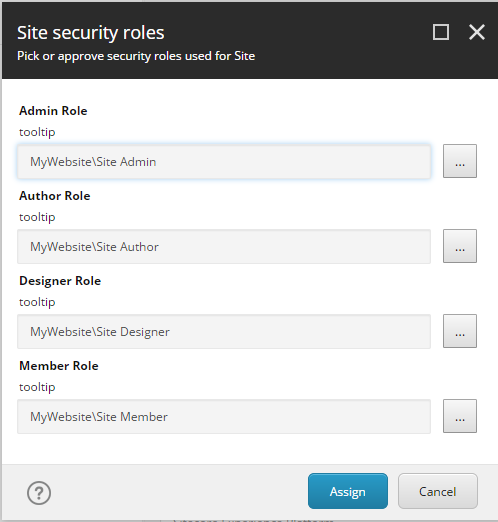 Site security roles
Pick or approve security roles used for Site
Admin Role
tooltip
MyWebsite\Site Admin
...
Author Role
tooltip
MyWebsite\Site Author
...
Designer Role
tooltip
MyWebsite\Site Designer
...
Member Role
tooltip
MyWebsite\Site Member
...
?
Assign
Cancel